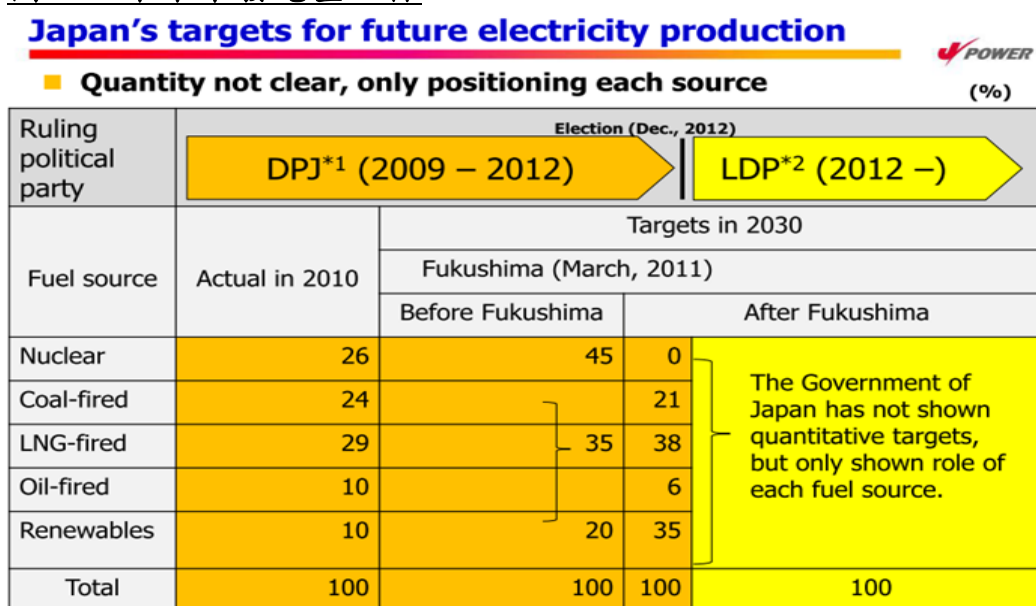 Japan's targets for future electricity production
J POWER
Quantity not clear, only positioning each source
(%)
Ruling political party
Election (Dec., 2012)
DPJ*1 (2009 – 2012)
LDP*2 (2012 –)
Fuel source
Actual in 2010
Targets in 2030
Fukushima (March, 2011)
Before Fukushima
After Fukushima
Nuclear 26 45 0
Coal-fired 24 21
LNG-fired 29 35 38
Oil-fired 10 6
Renewables 10 20 35
The Government of
Japan has not shown
quantitative targets,
but only shown role of
each fuel source.
Total 100 100 100 100